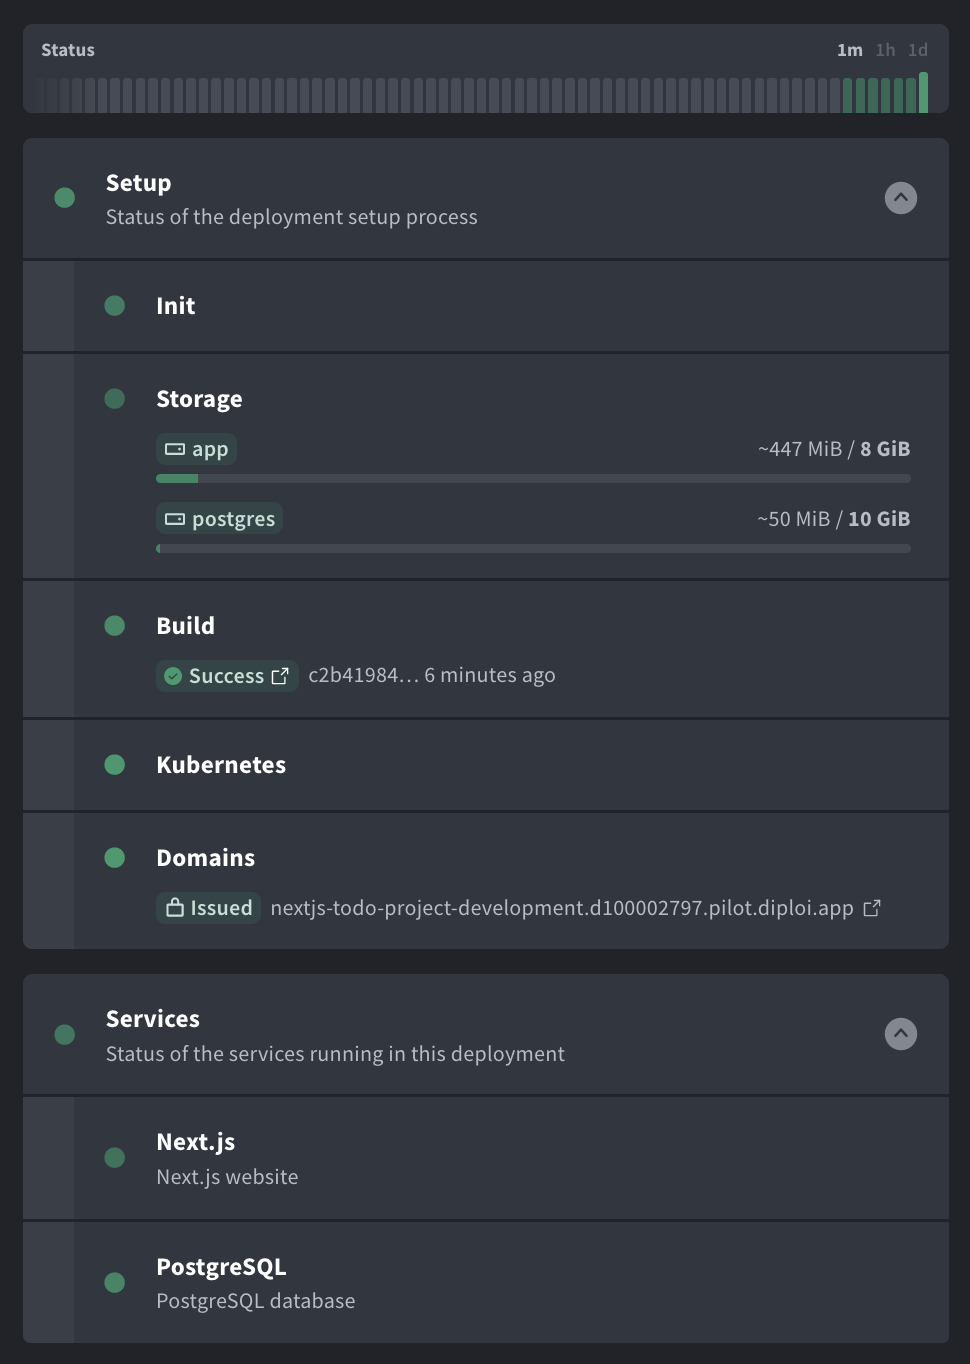 Status 1m 1h 1d
Setup
Status of the deployment setup process
Init
Storage
app ~447 MiB / 8 GiB
postgres ~50 MiB / 10 GiB
Build
Success c2b41984… 6 minutes ago
Kubernetes
Domains
Issued nextjs-todo-project-development.d100002797.pilot.diploi.app
Services
Status of the services running in this deployment
Next.js
Next.js website
PostgreSQL
PostgreSQL database